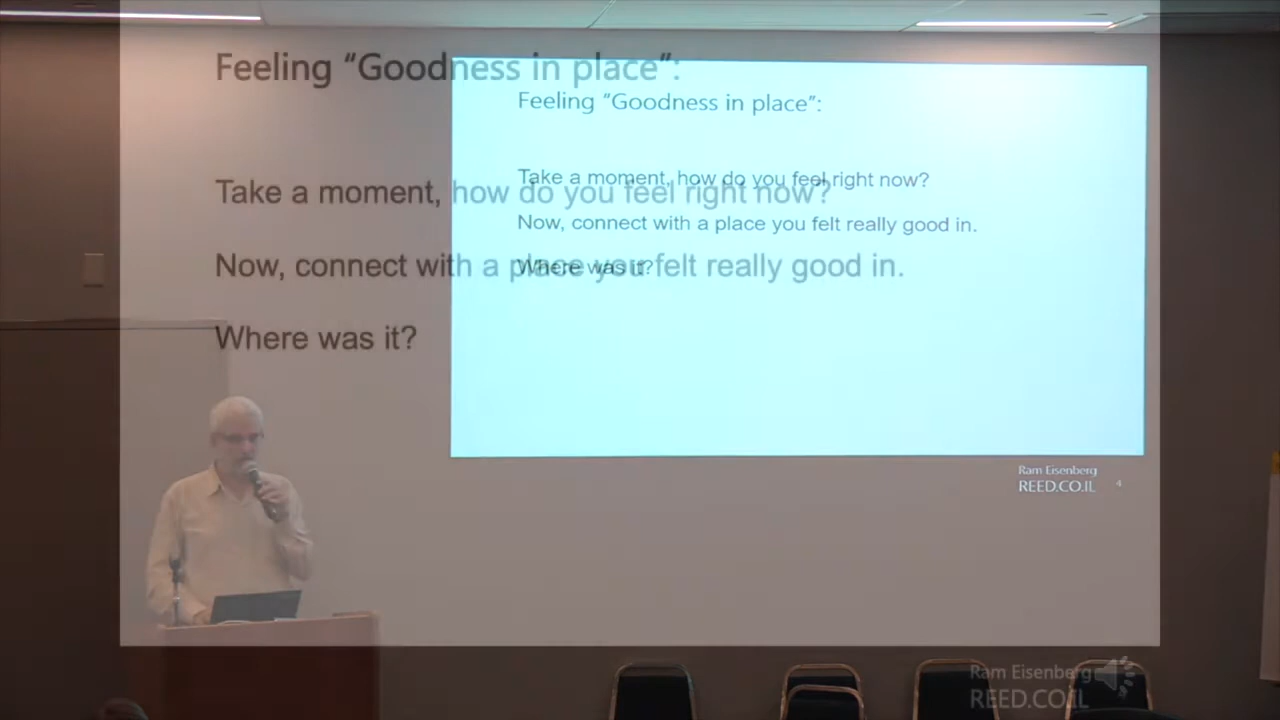 Feeling “Goodness in place”:
Take a moment, how do you feel right now?
Now, connect with a place you felt really good in.
Where was it?
Feeling “Goodness in place”:
Take a moment, how do you feel right now?
Now, connect with a place you felt really good in.
Where was it?
Ram Eisenberg
REED.CO.IL
4
Ram Eisenberg
REED.CO.IL